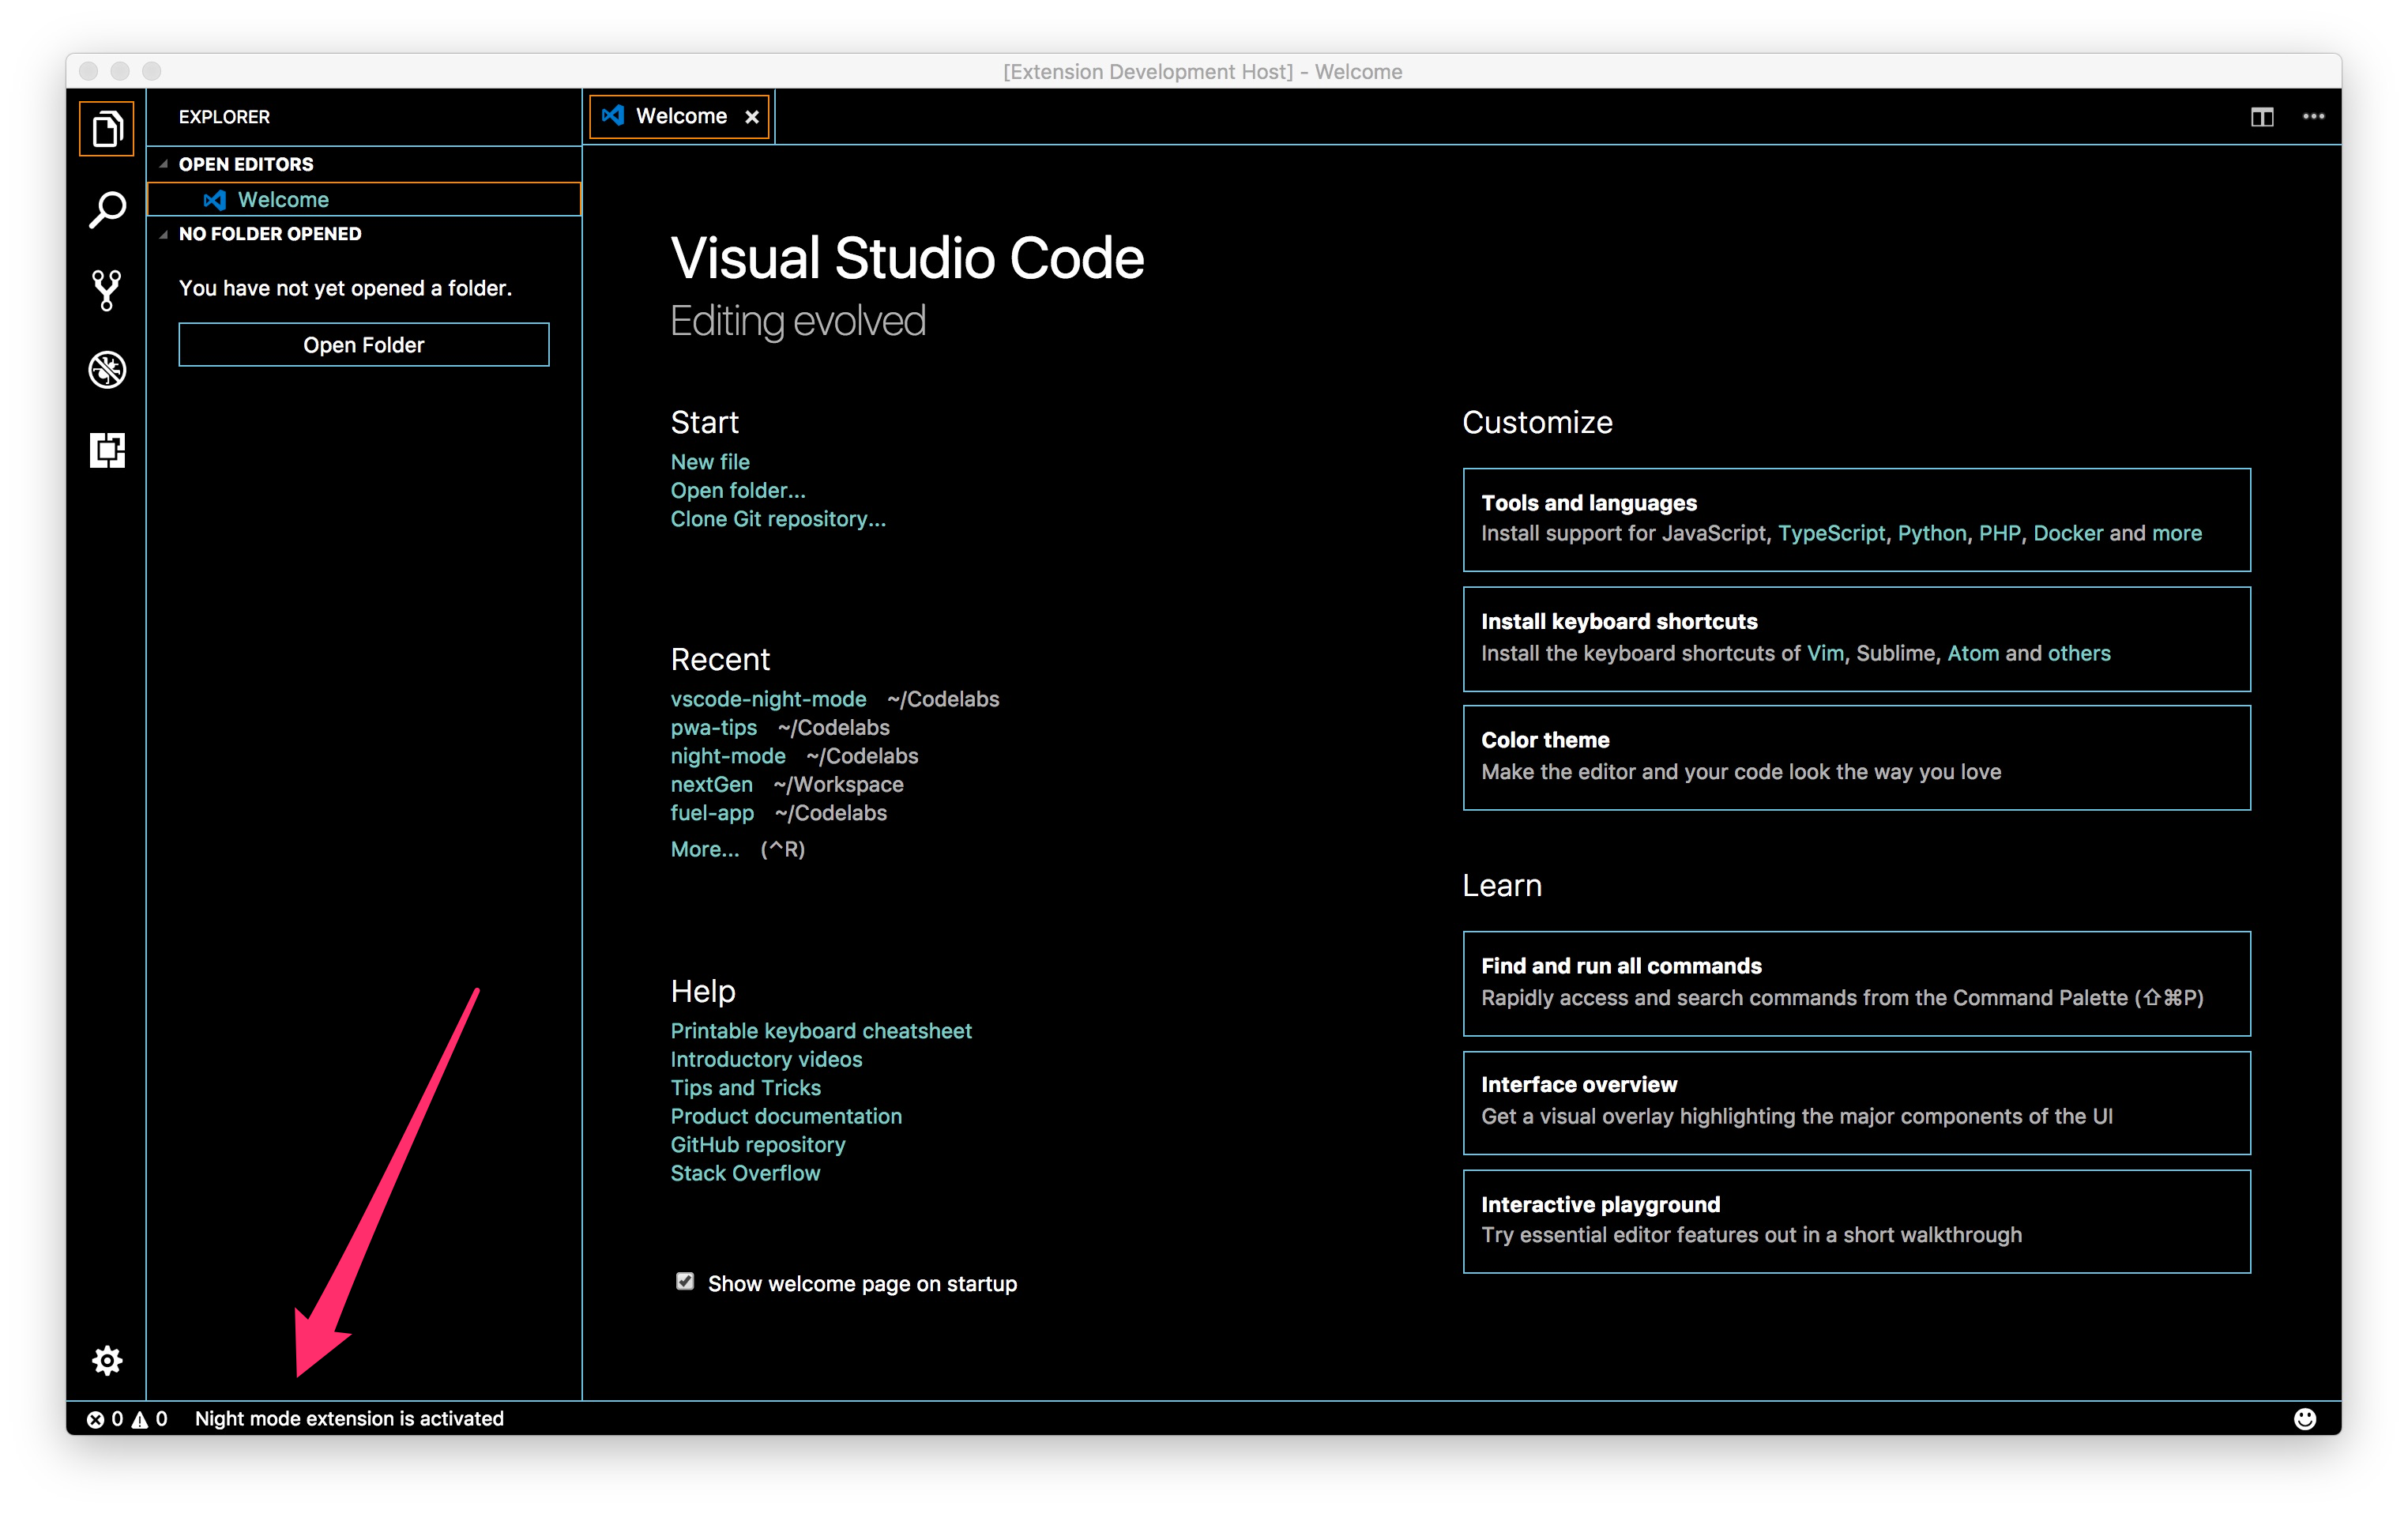 [Extension Development Host] - Welcome
EXPLORER
OPEN EDITORS
Welcome
NO FOLDER OPENED
You have not yet opened a folder.
Open Folder
Welcome
Visual Studio Code
Editing evolved
Start
New file
Open folder...
Clone Git repository...
Recent
vscode-night-mode ~/Codelabs
pwa-tips ~/Codelabs
night-mode ~/Codelabs
nextGen ~/Workspace
fuel-app ~/Codelabs
More... (^R)
Help
Printable keyboard cheatsheet
Introductory videos
Tips and Tricks
Product documentation
GitHub repository
Stack Overflow
Show welcome page on startup
Customize
Tools and languages
Install support for JavaScript, TypeScript, Python, PHP, Docker and more
Install keyboard shortcuts
Install the keyboard shortcuts of Vim, Sublime, Atom and others
Color theme
Make the editor and your code look the way you love
Learn
Find and run all commands
Rapidly access and search commands from the Command Palette (⇧⌘P)
Interface overview
Get a visual overlay highlighting the major components of the UI
Interactive playground
Try essential editor features out in a short walkthrough
0 0 Night mode extension is activated